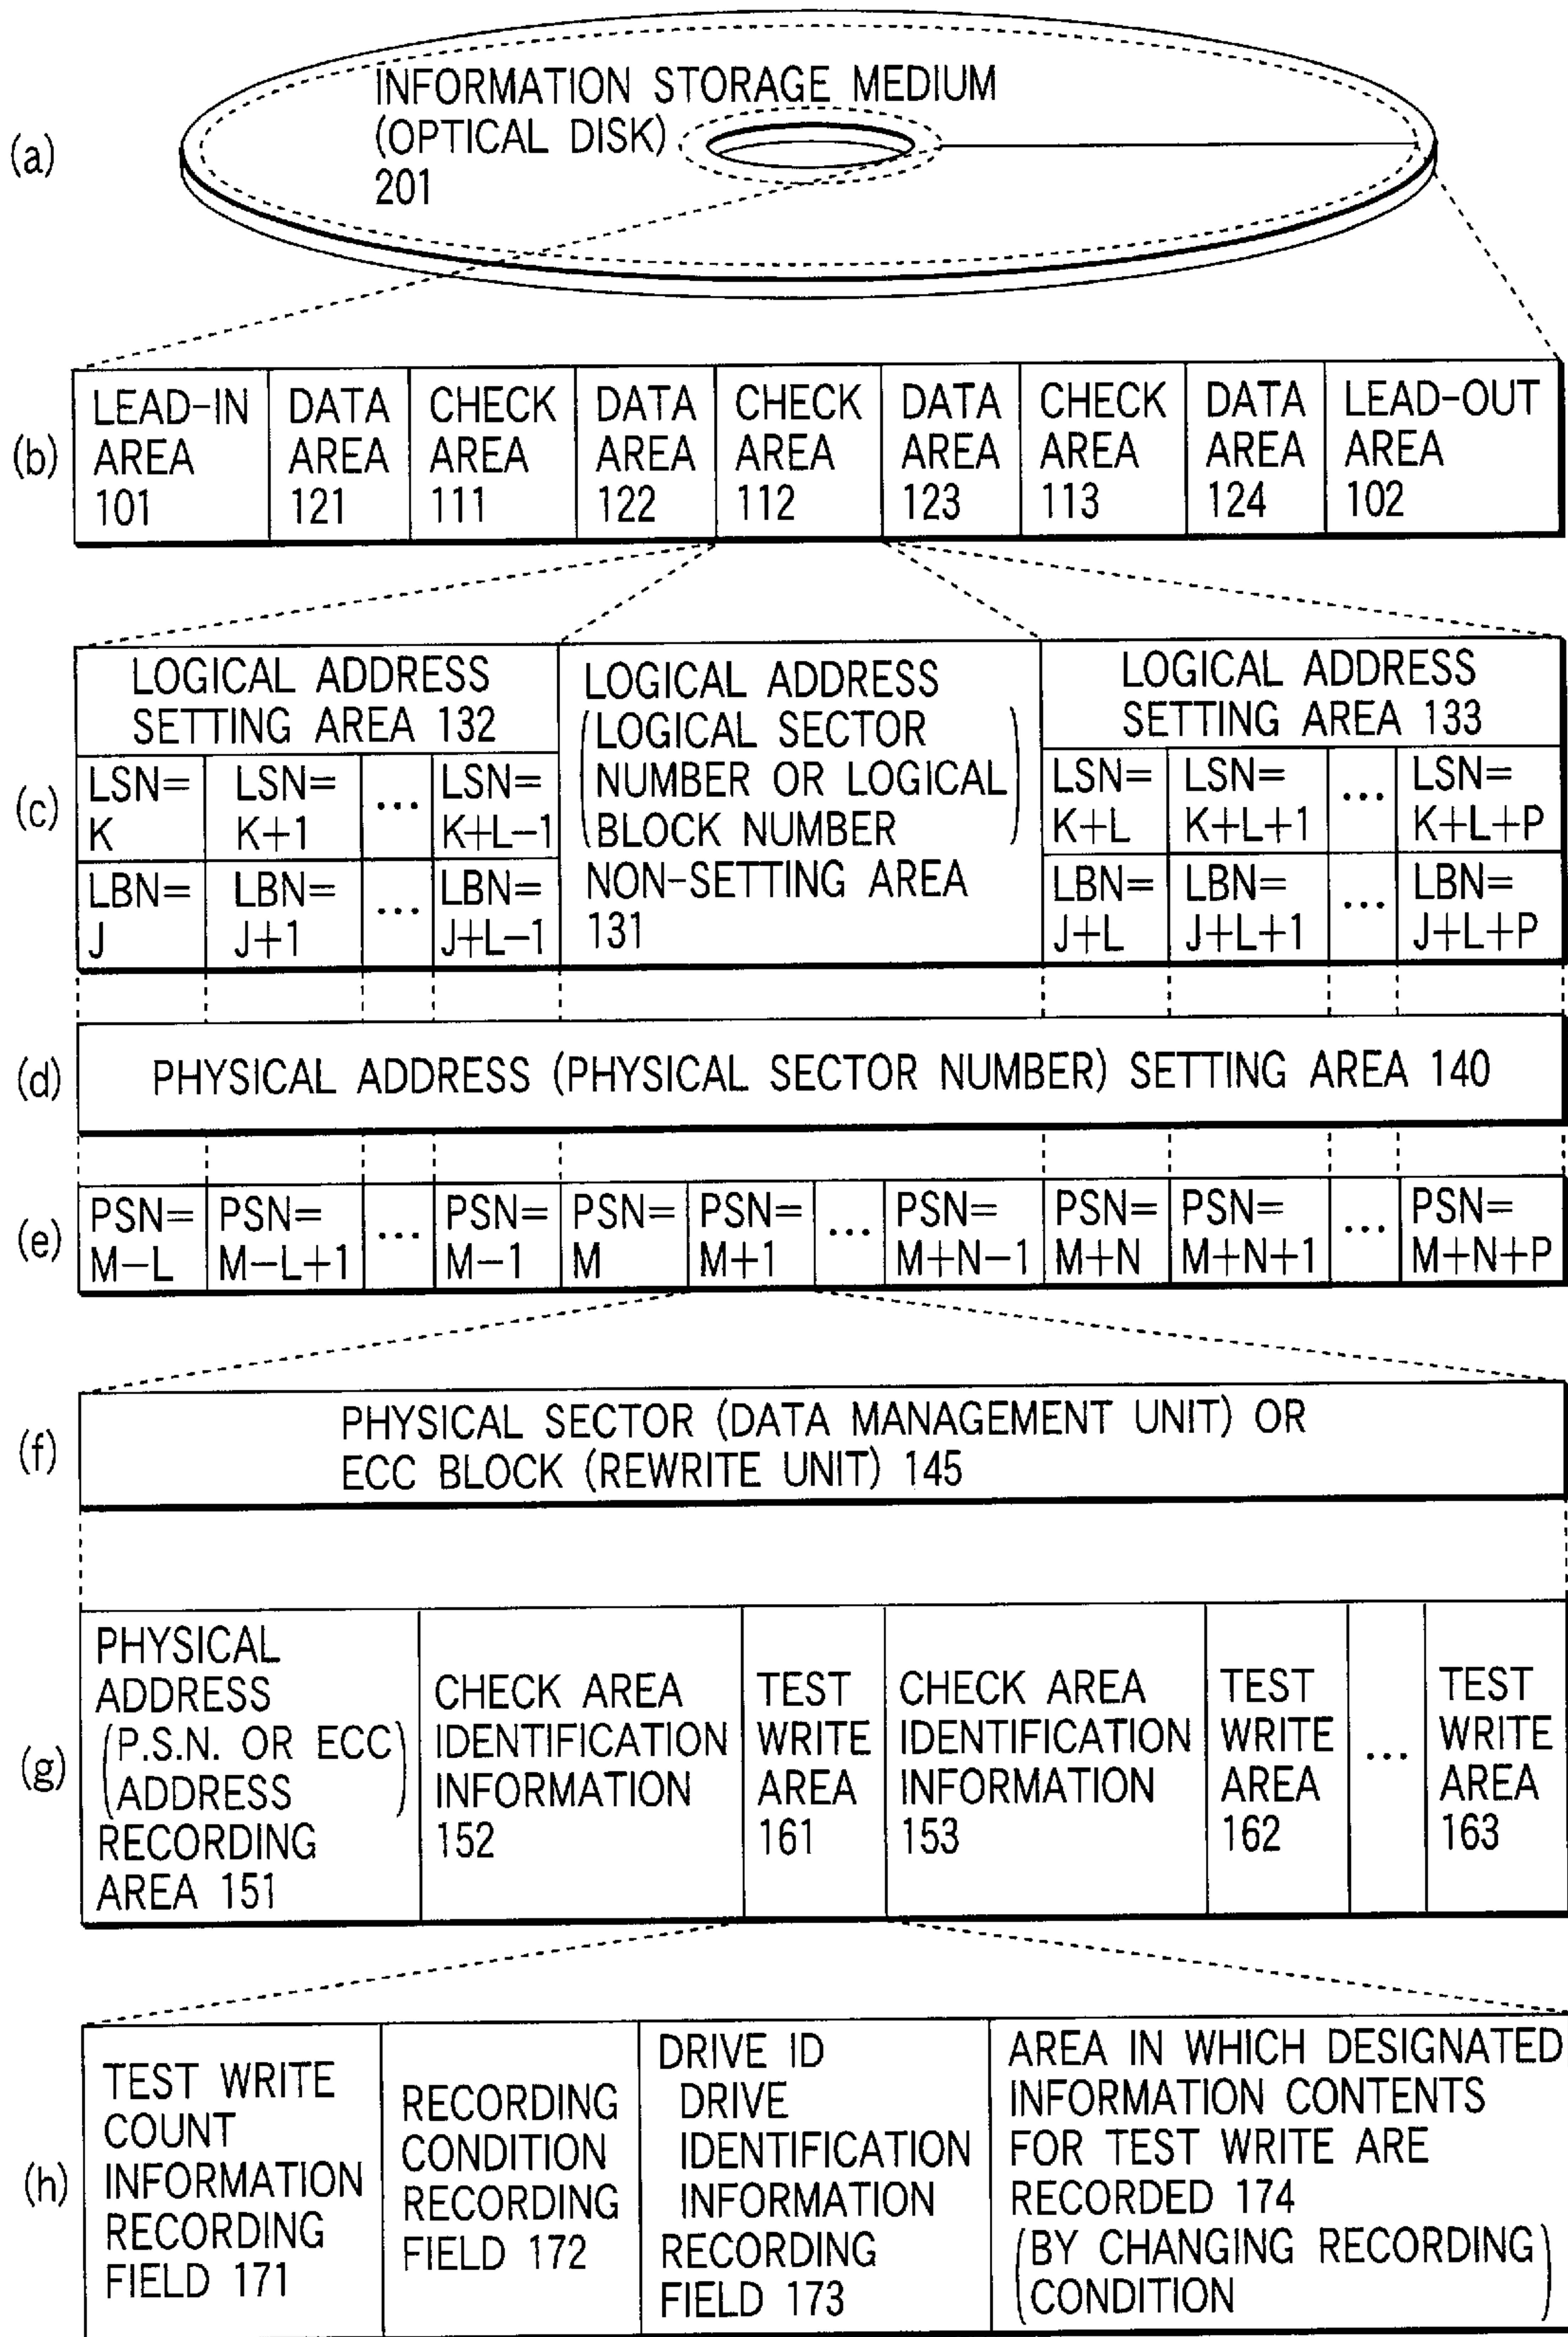 (a)
INFORMATION STORAGE MEDIUM
(OPTICAL DISK)
201
(b)
LEAD-IN
AREA
101
DATA
AREA
121
CHECK
AREA
111
DATA
AREA
122
CHECK
AREA
112
DATA
AREA
123
CHECK
AREA
113
DATA
AREA
124
LEAD-OUT
AREA
102
(c)
LOGICAL ADDRESS
SETTING AREA 132
LSN=
K
LSN=
K+1
...
LSN=
K+L-1
LBN=
J
LBN=
J+1
...
LBN=
J+L-1
LOGICAL ADDRESS
(LOGICAL SECTOR
NUMBER OR LOGICAL
BLOCK NUMBER)
NON-SETTING AREA
131
LOGICAL ADDRESS
SETTING AREA 133
LSN=
K+L
LSN=
K+L+1
...
LSN=
K+L+P
LBN=
J+L
LBN=
J+L+1
...
LBN=
J+L+P
(d)
PHYSICAL ADDRESS (PHYSICAL SECTOR NUMBER) SETTING AREA 140
(e)
PSN=
M-L
PSN=
M-L+1
...
PSN=
M-1
PSN=
M
PSN=
M+1
...
PSN=
M+N-1
PSN=
M+N
PSN=
M+N+1
...
PSN=
M+N+P
(f)
PHYSICAL SECTOR (DATA MANAGEMENT UNIT) OR
ECC BLOCK (REWRITE UNIT) 145
(g)
PHYSICAL
ADDRESS
(P.S.N. OR ECC
ADDRESS)
RECORDING
AREA 151
CHECK AREA
IDENTIFICATION
INFORMATION
152
TEST
WRITE
AREA
161
CHECK AREA
IDENTIFICATION
INFORMATION
153
TEST
WRITE
AREA
162
...
TEST
WRITE
AREA
163
(h)
TEST WRITE
COUNT
INFORMATION
RECORDING
FIELD 171
RECORDING
CONDITION
RECORDING
FIELD 172
DRIVE ID
DRIVE
IDENTIFICATION
INFORMATION
RECORDING
FIELD 173
AREA IN WHICH DESIGNATED
INFORMATION CONTENTS
FOR TEST WRITE ARE
RECORDED 174
(BY CHANGING RECORDING
CONDITION)